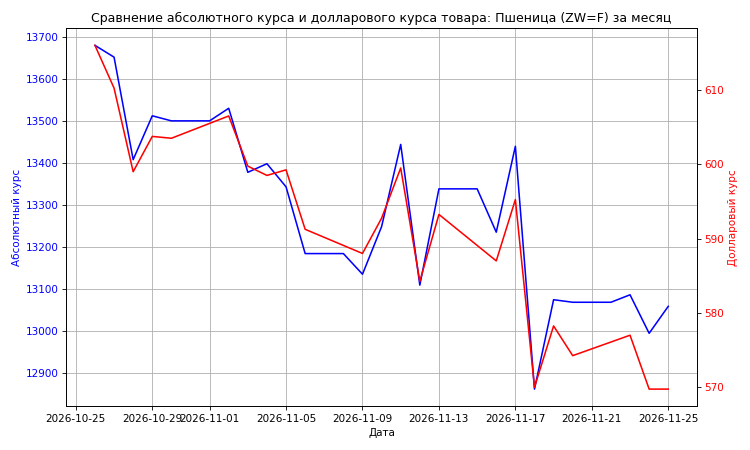 Сравнение абсолютного курса и долларового курса товара: Пшеница (ZW=F) за месяц
Абсолютный курс
13700
13600
13500
13400
13300
13200
13100
13000
12900
610
600
590
580
570
Долларовый курс
2026-10-25 2026-10-29 2026-11-01 2026-11-05 2026-11-09 2026-11-13 2026-11-17 2026-11-21 2026-11-25
Дата